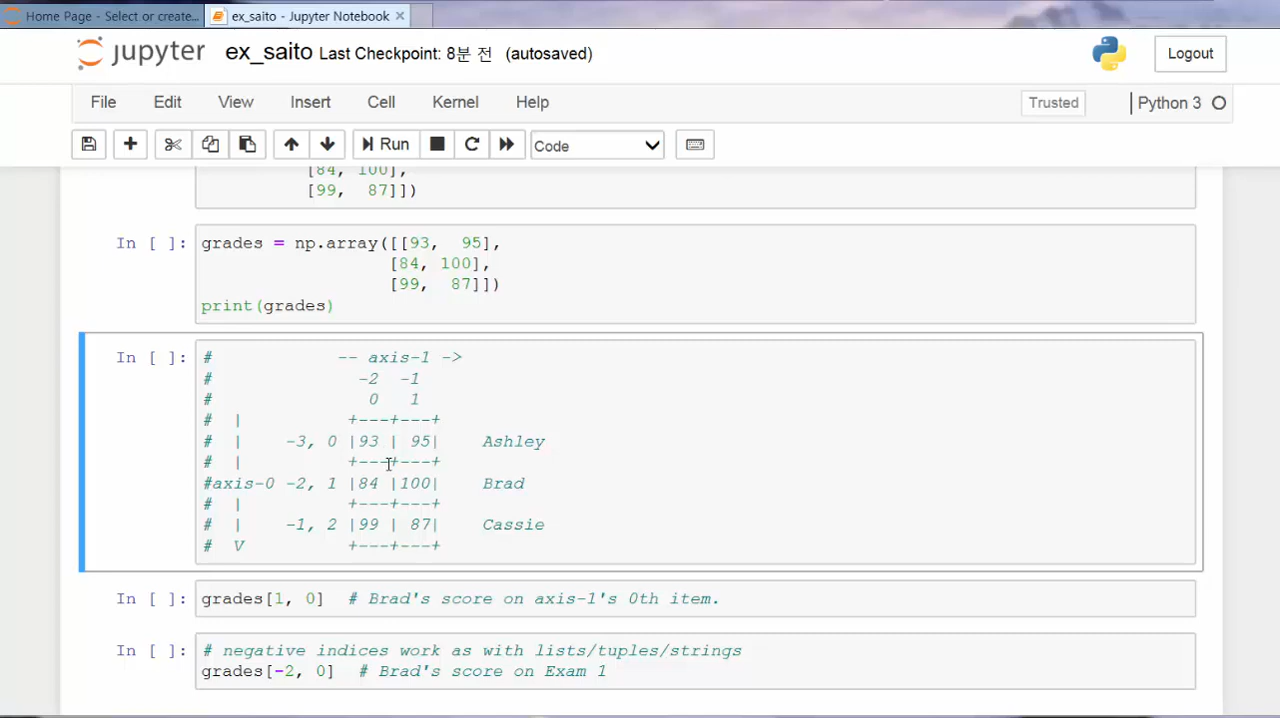 Home Page - Select or create...
ex_saito - Jupyter Notebook
jupyter ex_saito Last Checkpoint: 8분 전 (autosaved)
Logout
File Edit View Insert Cell Kernel Help
Trusted
Python 3
Run
Code
[84, 100],
[99,  87]])
In [ ]: grades = np.array([[93,  95],
[84, 100],
[99,  87]])
print(grades)
In [ ]: #            -- axis-1 ->
#              -2  -1
#               0   1
#  |          +---+---+
#  |    -3, 0 |93 | 95|    Ashley
#  |          +---+---+
#axis-0 -2, 1 |84 |100|    Brad
#  |          +---+---+
#  |    -1, 2 |99 | 87|    Cassie
#  V          +---+---+
In [ ]: grades[1, 0]  # Brad's score on axis-1's 0th item.
In [ ]: # negative indices work as with lists/tuples/strings
grades[-2, 0]  # Brad's score on Exam 1